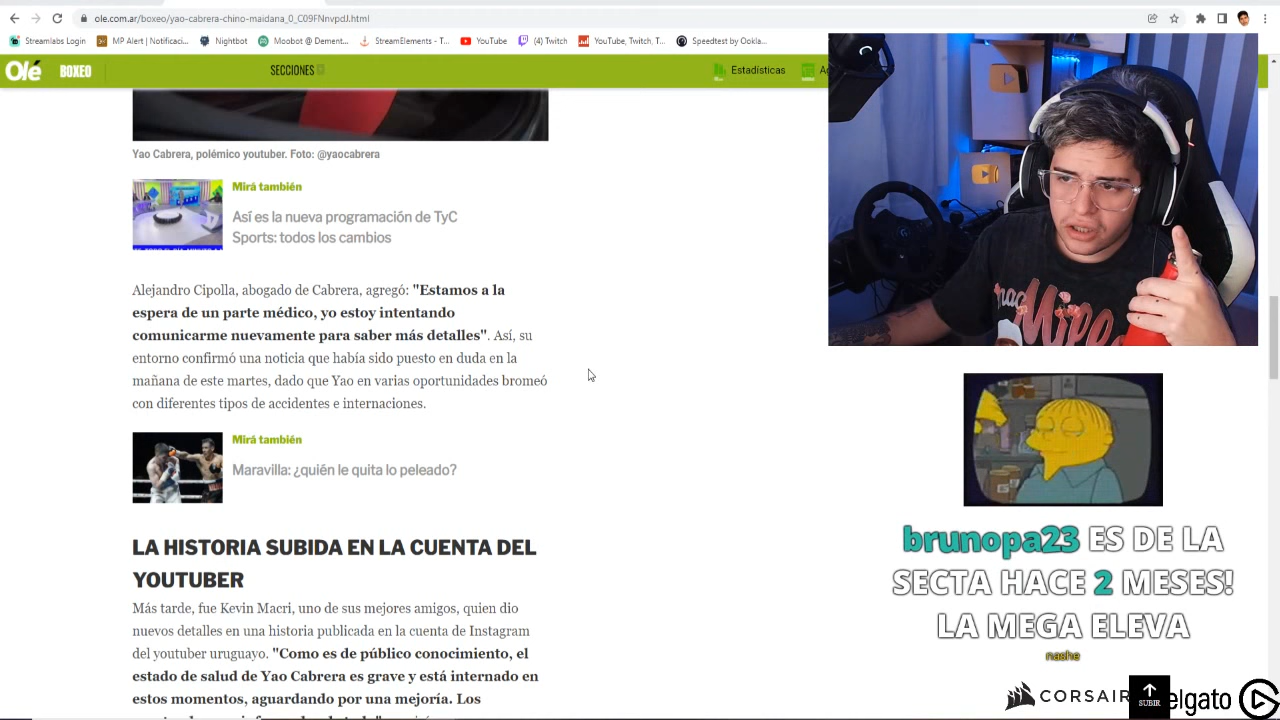 ole.com.ar/boxeo/yao-cabrera-chino-maidana_0_C09FNnvpdJ.html
Streamlabs Login
MP Alert | Notificaci...
Nightbot
Moobot @ Dement...
StreamElements - T...
YouTube
(4) Twitch
YouTube, Twitch, T...
Speedtest by Ookla...
Olé
BOXEO
SECCIONES
Estadísticas
Yao Cabrera, polémico youtuber. Foto: @yaocabrera
Mirá también
Así es la nueva programación de TyC
Sports: todos los cambios
Alejandro Cipolla, abogado de Cabrera, agregó: "Estamos a la
espera de un parte médico, yo estoy intentando
comunicarme nuevamente para saber más detalles". Así, su
entorno confirmó una noticia que había sido puesto en duda en la
mañana de este martes, dado que Yao en varias oportunidades bromeó
con diferentes tipos de accidentes e internaciones.
Mirá también
Maravilla: ¿quién le quita lo peleado?
LA HISTORIA SUBIDA EN LA CUENTA DEL
YOUTUBER
Más tarde, fue Kevin Macri, uno de sus mejores amigos, quien dio
nuevos detalles en una historia publicada en la cuenta de Instagram
del youtuber uruguayo. "Como es de público conocimiento, el
estado de salud de Yao Cabrera es grave y está internado en
estos momentos, aguardando por una mejoría. Los
brunopa23 ES DE LA
SECTA HACE 2 MESES!
LA MEGA ELEVA
nashe
CORSAIR
SUBIR
elgato